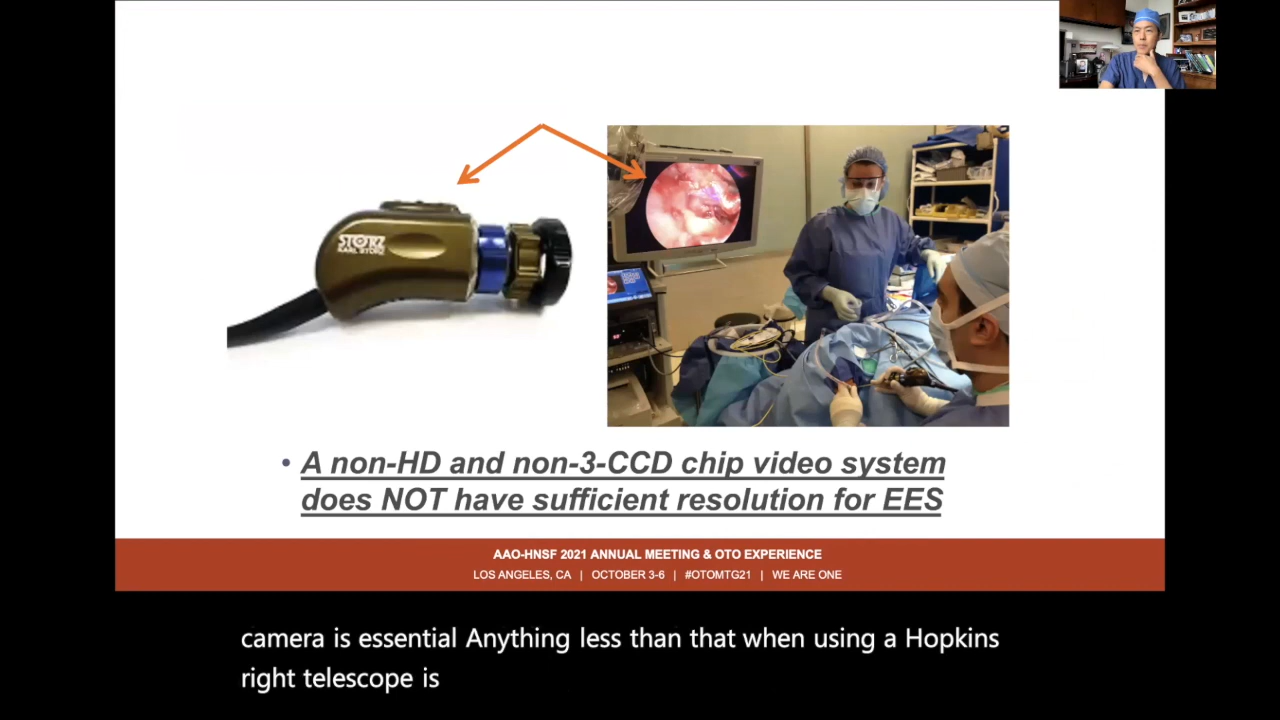 STORZ
KARL STORZ
• A non-HD and non-3-CCD chip video system
does NOT have sufficient resolution for EES
AAO-HNSF 2021 ANNUAL MEETING & OTO EXPERIENCE
LOS ANGELES, CA | OCTOBER 3-6 | #OTOMTG21 | WE ARE ONE
camera is essential Anything less than that when using a Hopkins
right telescope is